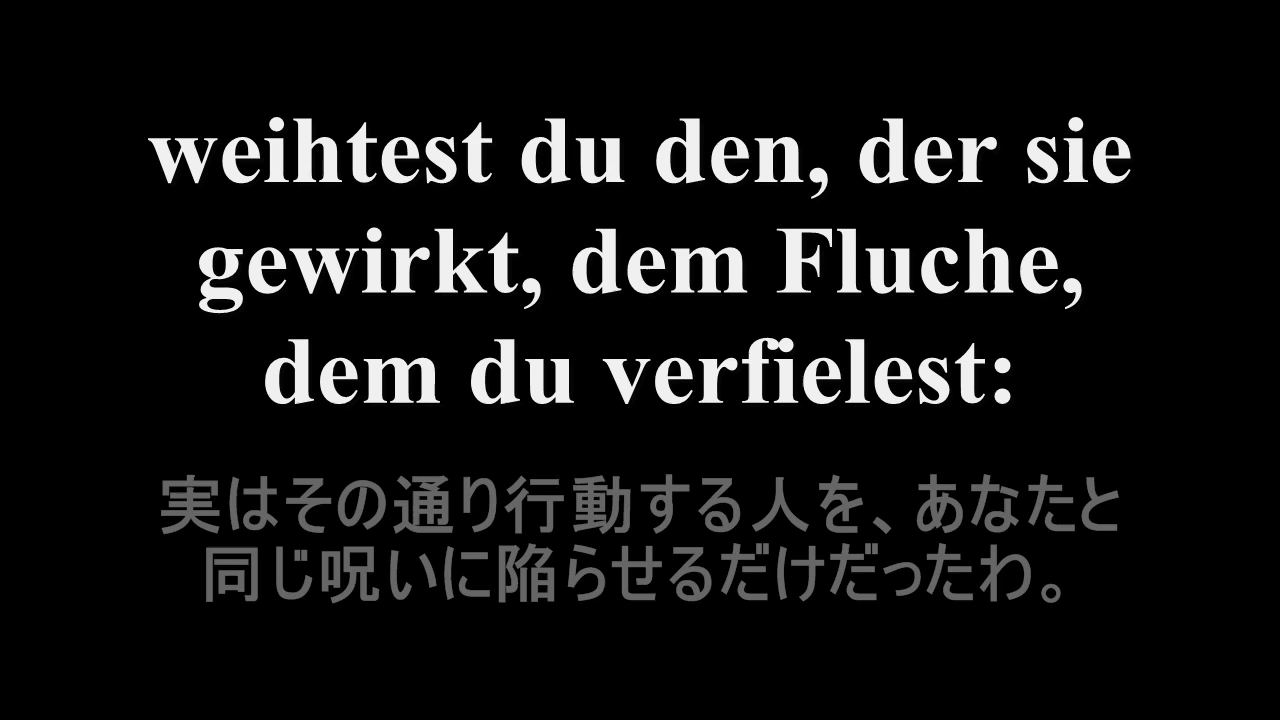 weihtest du den, der sie
gewirkt, dem Fluche,
dem du verfielest:
実はその通り行動する人を、あなたと
同じ呪いに陥らせるだけだったわ。